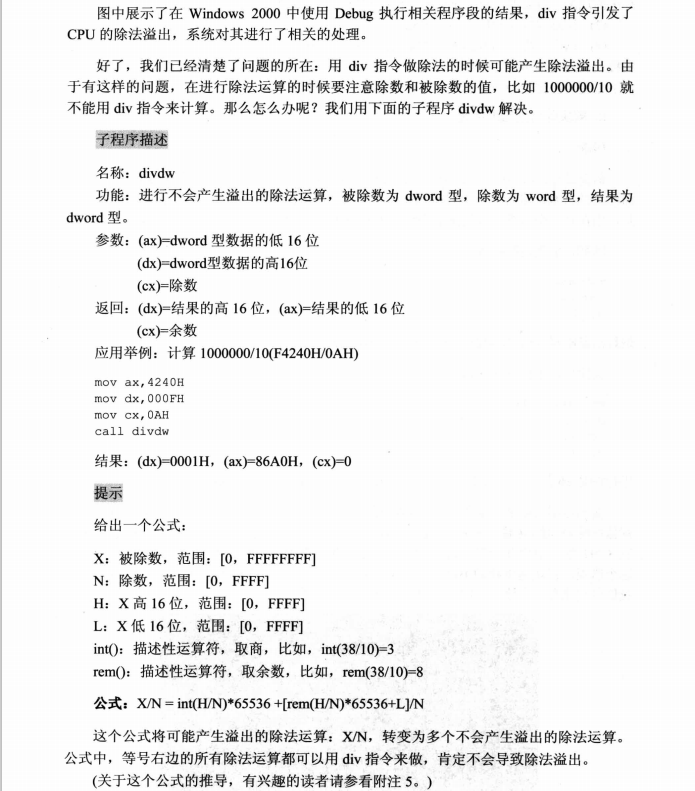 图中展示了在 Windows 2000 中使用 Debug 执行相关程序段的结果，div 指令引发了
CPU 的除法溢出，系统对其进行了相关的处理。
好了，我们已经清楚了问题的所在：用 div 指令做除法的时候可能产生除法溢出。由
于有这样的问题，在进行除法运算的时候要注意除数和被除数的值，比如 1000000/10 就
不能用 div 指令来计算。那么怎么办呢？我们用下面的子程序 divdw 解决。
子程序描述
名称：divdw
功能：进行不会产生溢出的除法运算，被除数为 dword 型，除数为 word 型，结果为
dword 型。
参数：(ax)=dword 型数据的低 16 位
(dx)=dword型数据的高16位
(cx)=除数
返回：(dx)=结果的高 16 位，(ax)=结果的低 16 位
(cx)=余数
应用举例：计算 1000000/10(F4240H/0AH)
mov ax,4240H
mov dx,000FH
mov cx,0AH
call divdw
结果：(dx)=0001H，(ax)=86A0H，(cx)=0
提示
给出一个公式：
X：被除数，范围：[0，FFFFFFFF]
N：除数，范围：[0，FFFF]
H：X 高 16 位，范围：[0，FFFF]
L：X 低 16 位，范围：[0，FFFF]
int()：描述性运算符，取商，比如，int(38/10)=3
rem()：描述性运算符，取余数，比如，rem(38/10)=8
公式：X/N = int(H/N)*65536 +[rem(H/N)*65536+L]/N
这个公式将可能产生溢出的除法运算：X/N，转变为多个不会产生溢出的除法运算。
公式中，等号右边的所有除法运算都可以用 div 指令来做，肯定不会导致除法溢出。
(关于这个公式的推导，有兴趣的读者请参看附注 5。)